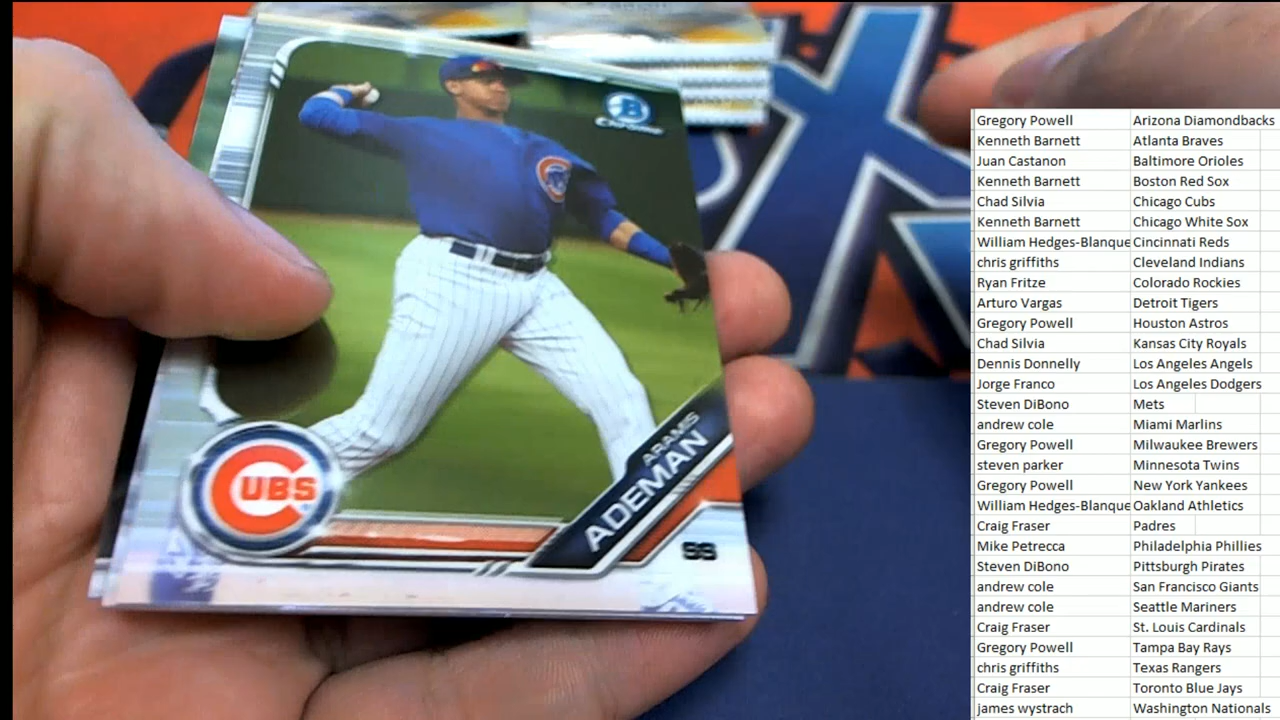 B
Chrome
ARAMIS
ADEMAN
CUBS
SS
Gregory Powell Arizona Diamondbacks
Kenneth Barnett Atlanta Braves
Juan Castanon Baltimore Orioles
Kenneth Barnett Boston Red Sox
Chad Silvia Chicago Cubs
Kenneth Barnett Chicago White Sox
William Hedges-Blanque Cincinnati Reds
chris griffiths Cleveland Indians
Ryan Fritze Colorado Rockies
Arturo Vargas Detroit Tigers
Gregory Powell Houston Astros
Chad Silvia Kansas City Royals
Dennis Donnelly Los Angeles Angels
Jorge Franco Los Angeles Dodgers
Steven DiBono Mets
andrew cole Miami Marlins
Gregory Powell Milwaukee Brewers
steven parker Minnesota Twins
Gregory Powell New York Yankees
William Hedges-Blanque Oakland Athletics
Craig Fraser Padres
Mike Petrecca Philadelphia Phillies
Steven DiBono Pittsburgh Pirates
andrew cole San Francisco Giants
andrew cole Seattle Mariners
Craig Fraser St. Louis Cardinals
Gregory Powell Tampa Bay Rays
chris griffiths Texas Rangers
Craig Fraser Toronto Blue Jays
james wystrach Washington Nationals